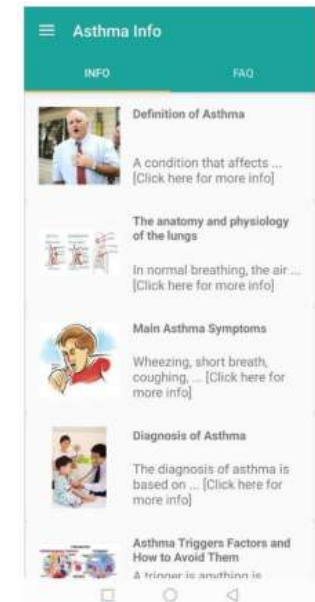 Asthma Info
INFO
FAQ
Definition of Asthma
A condition that affects ...
[Click here for more info]
The anatomy and physiology
of the lungs
In normal breathing, the air ...
[Click here for more info]
Main Asthma Symptoms
Wheezing, short breath,
coughing, ... [Click here for
more info]
Diagnosis of Asthma
The diagnosis of asthma is
based on ... [Click here for
more info]
Asthma Triggers Factors and
How to Avoid Them
A trigger is anything is